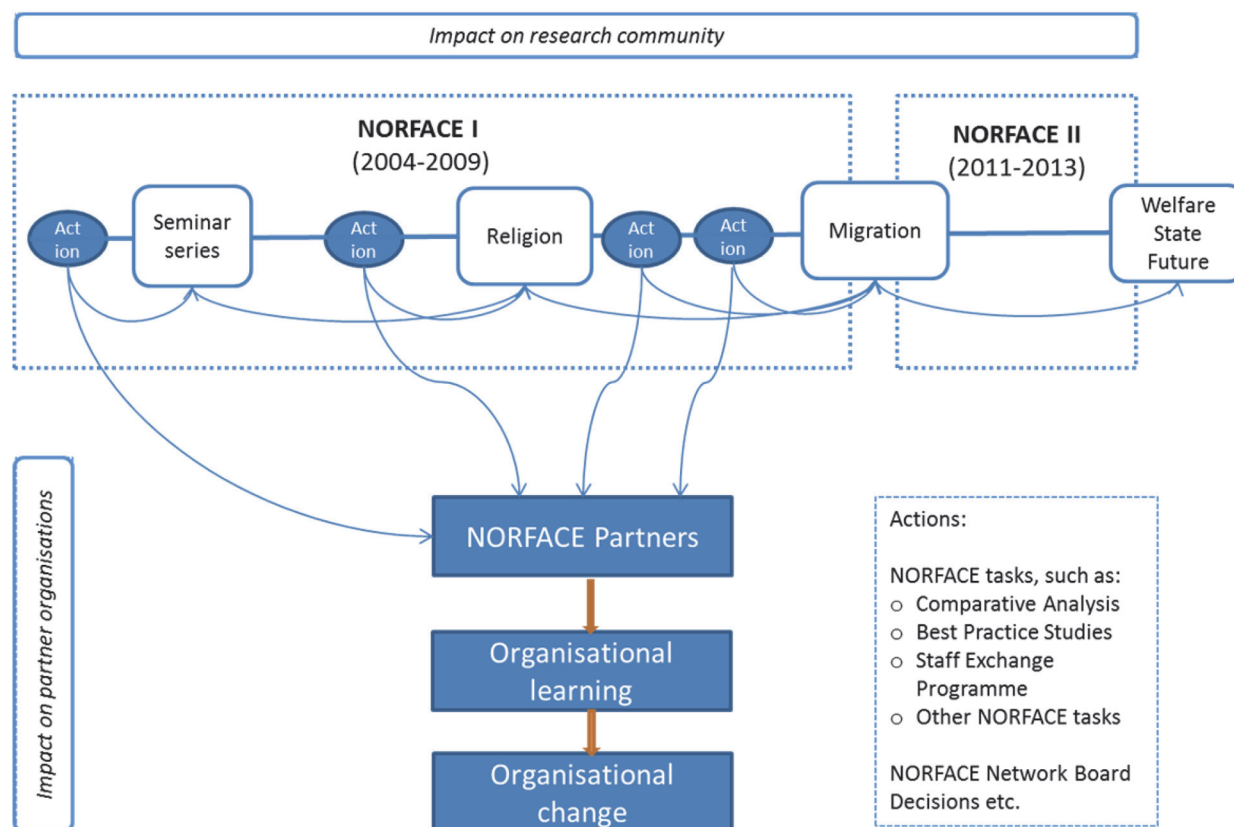 Impact on research community
NORFACE I
(2004-2009)
NORFACE II
(2011-2013)
Act
ion
Seminar
series
Act
ion
Religion
Act
ion
Act
ion
Migration
Welfare
State
Future
Impact on partner organisations
NORFACE Partners
Organisational
learning
Organisational
change
Actions:
NORFACE tasks, such as:
o Comparative Analysis
o Best Practice Studies
o Staff Exchange
Programme
o Other NORFACE tasks
NORFACE Network Board
Decisions etc.